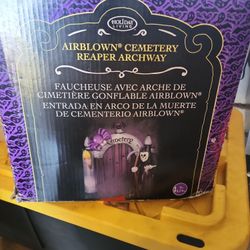 HOLIDAY
LIVING
AIRBLOWN® CEMETERY
REAPER ARCHWAY
FAUCHEUSE AVEC ARCHE DE
CIMETIÈRE GONFLABLE AIRBLOWN®
ENTRADA EN ARCO DE LA MUERTE
DE CEMENTERIO AIRBLOWN®
Cemetery